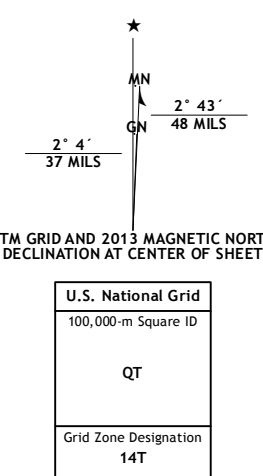 MN
GN
2° 43´
48 MILS
2° 4´
37 MILS
TM GRID AND 2013 MAGNETIC NORT
DECLINATION AT CENTER OF SHEET
U.S. National Grid
100,000-m Square ID
QT
Grid Zone Designation
14T